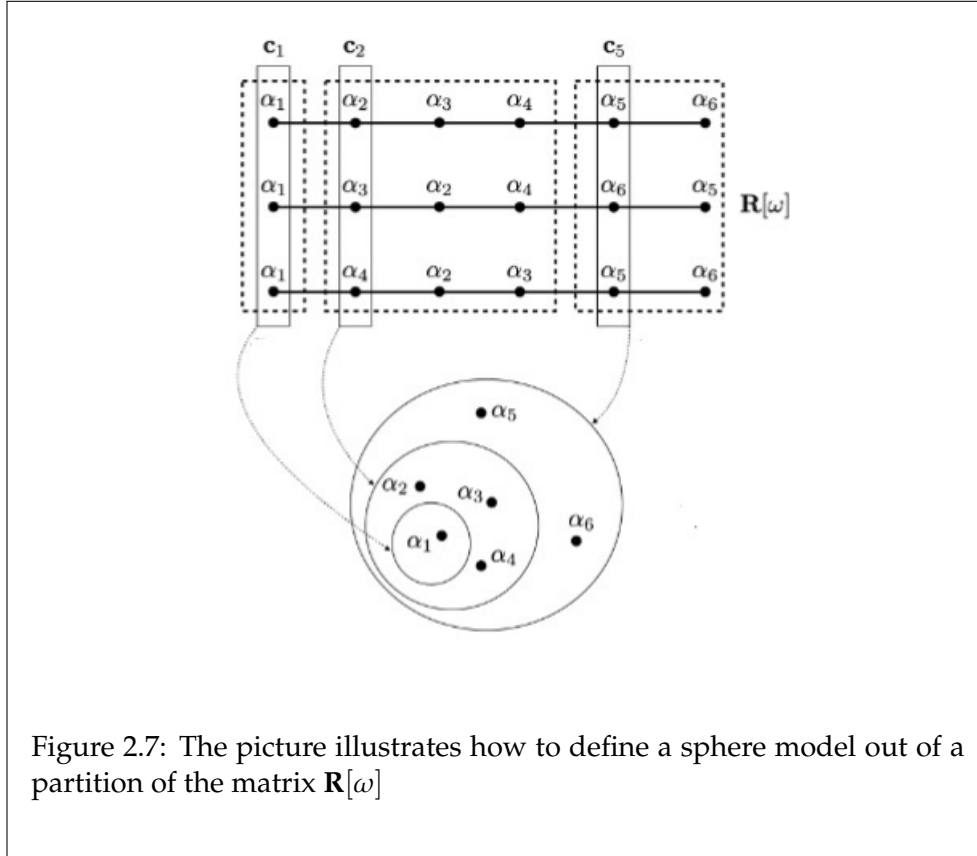 c₁ c₂ c₅
α₁ α₂ α₃ α₄ α₅ α₆
α₁ α₃ α₂ α₄ α₆ α₅
R[ω]
α₁ α₄ α₂ α₃ α₅ α₆
α₅
α₂ α₃
α₆
α₁ α₄
Figure 2.7: The picture illustrates how to define a sphere model out of a
partition of the matrix R[ω]